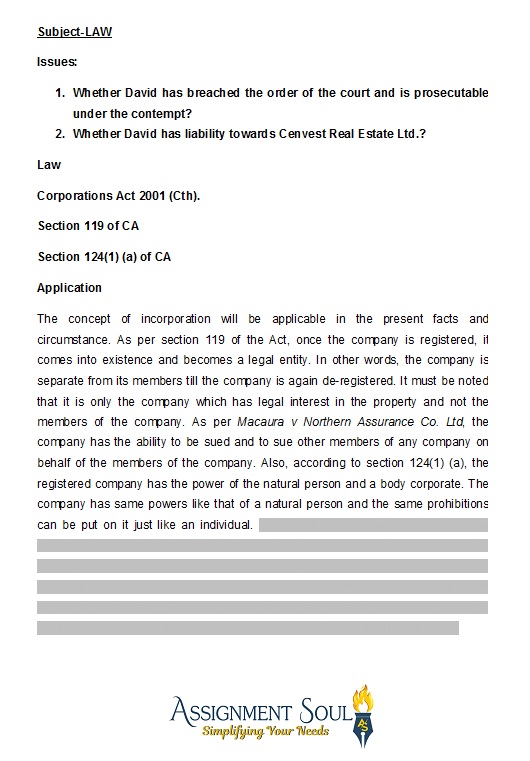 Subject-LAW
Issues:
1. Whether David has breached the order of the court and is prosecutable
under the contempt?
2. Whether David has liability towards Cenvest Real Estate Ltd.?
Law
Corporations Act 2001 (Cth).
Section 119 of CA
Section 124(1) (a) of CA
Application
The concept of incorporation will be applicable in the present facts and
circumstance. As per section 119 of the Act, once the company is registered, it
comes into existence and becomes a legal entity. In other words, the company is
separate from its members till the company is again de-registered. It must be noted
that it is only the company which has legal interest in the property and not the
members of the company. As per Macaura v Northern Assurance Co. Ltd, the
company has the ability to be sued and to sue other members of any company on
behalf of the members of the company. Also, according to section 124(1) (a), the
registered company has the power of the natural person and a body corporate. The
company has same powers like that of a natural person and the same prohibitions
can be put on it just like an individual.
ASSIGNMENT SOUL
AS
Simplifying Your Needs